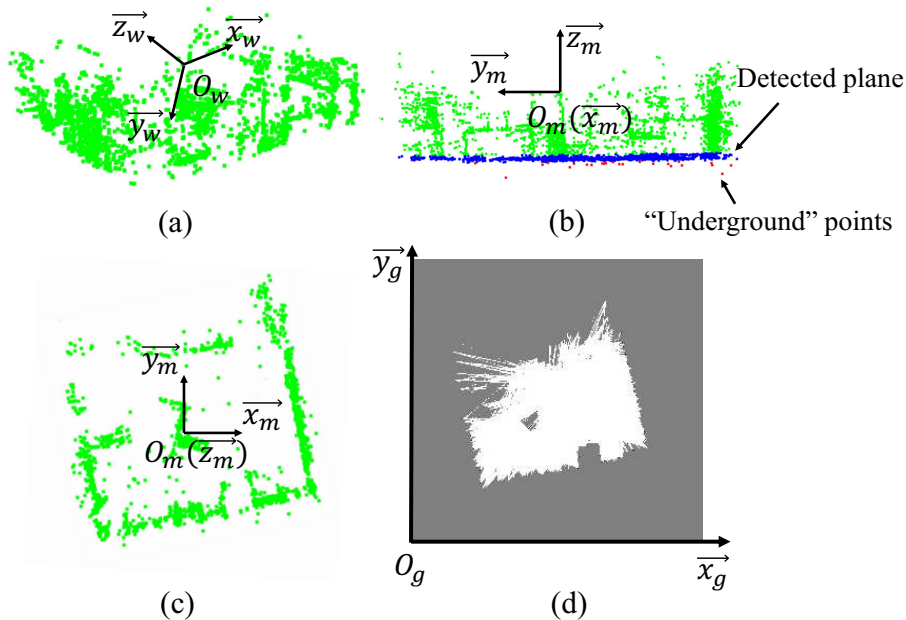 z_w
x_w
O_w
y_w
(a)
z_m
y_m
O_m(x_m)
Detected plane
“Underground” points
(b)
y_m
x_m
O_m(z_m)
(c)
y_g
O_g
x_g
(d)